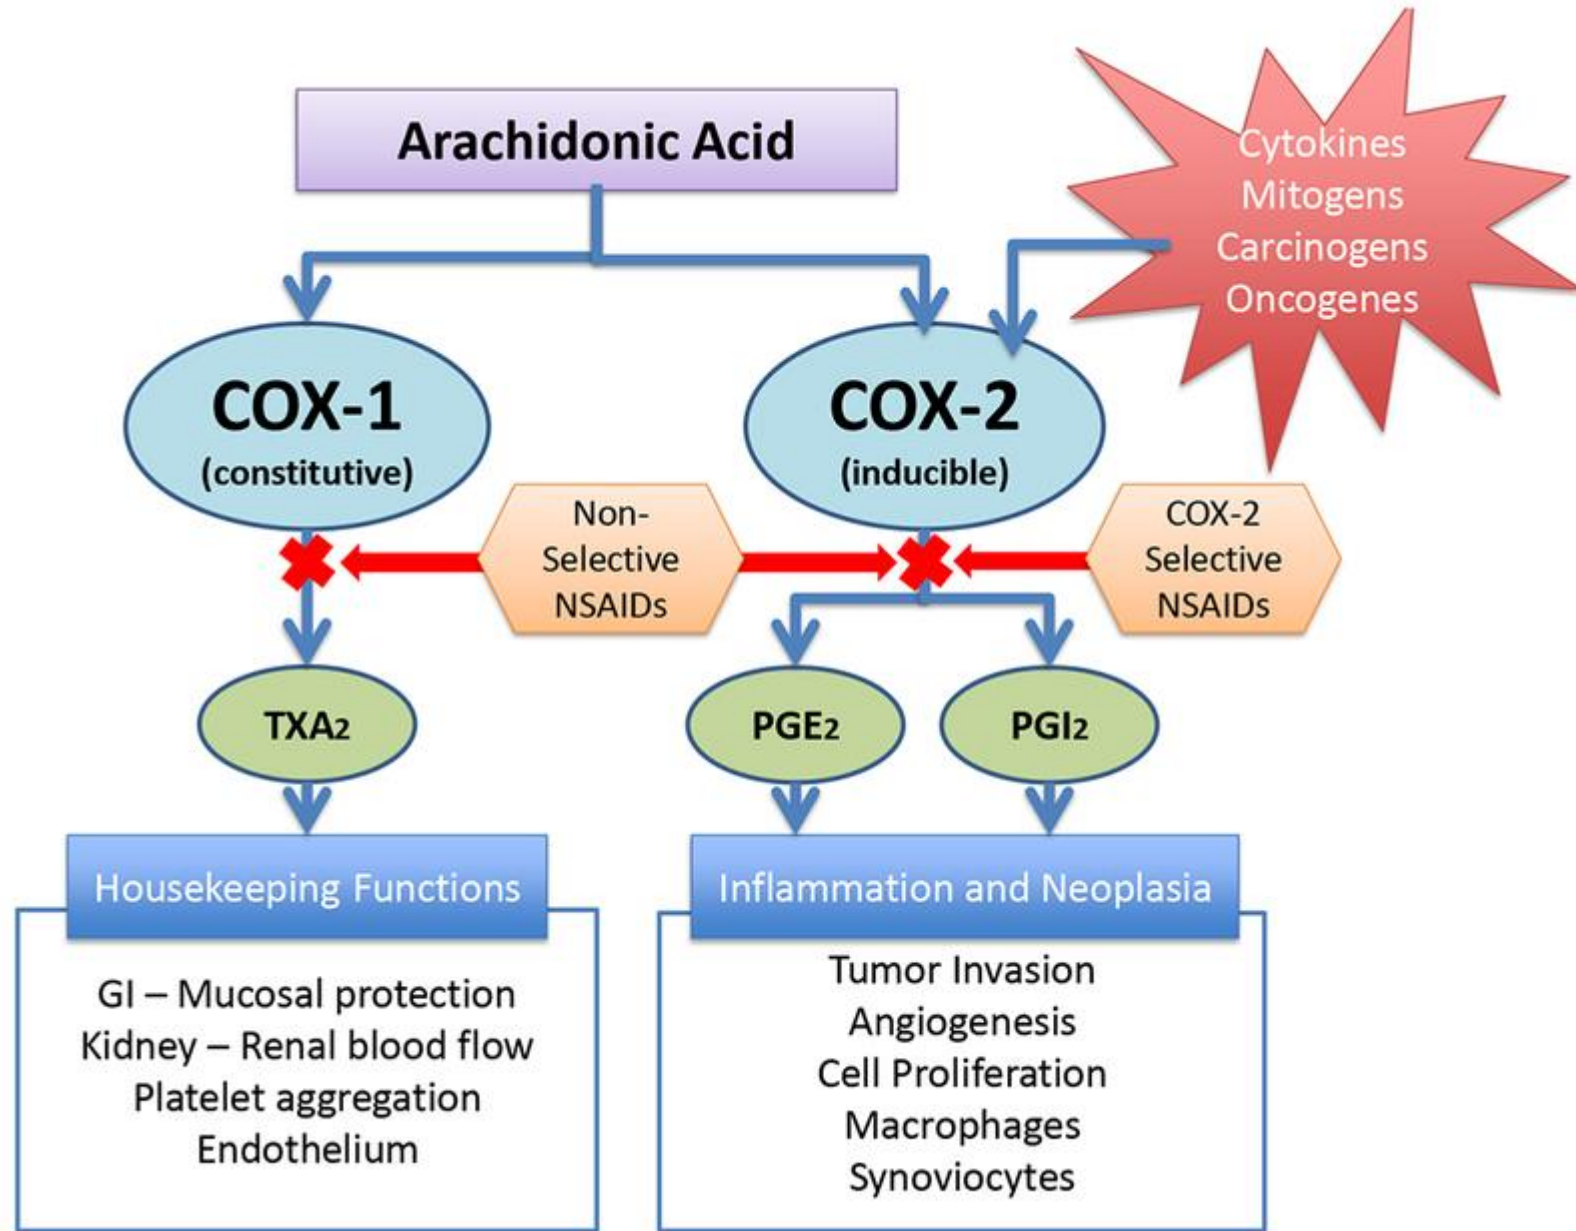 Arachidonic Acid
Cytokines
Mitogens
Carcinogens
Oncogenes
COX-1
(constitutive)
COX-2
(inducible)
Non-
Selective
NSAIDs
COX-2
Selective
NSAIDs
TXA2
PGE2
PGI2
Housekeeping Functions
GI – Mucosal protection
Kidney – Renal blood flow
Platelet aggregation
Endothelium
Inflammation and Neoplasia
Tumor Invasion
Angiogenesis
Cell Proliferation
Macrophages
Synoviocytes